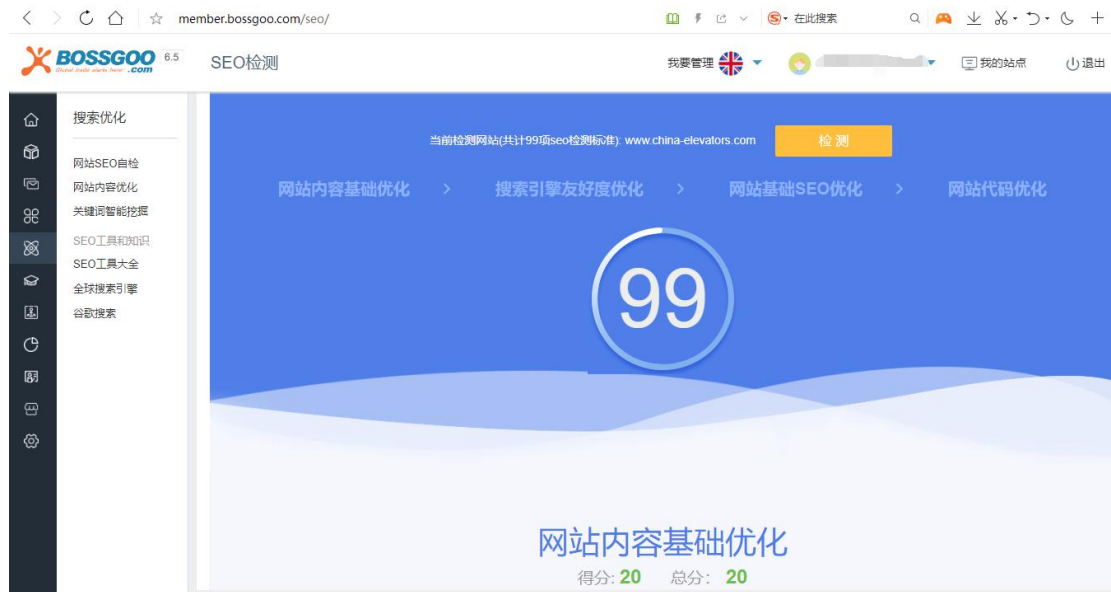 member.bossgoo.com/seo/
在此搜索
BOSSGOO 6.5
Global trade starts here .com
SEO检测
我要管理
我的站点
退出
搜索优化
网站SEO自检
网站内容优化
关键词智能挖掘
SEO工具和知识
SEO工具大全
全球搜索引擎
谷歌搜索
当前检测网站(共计99项seo检测标准): www.china-elevators.com
检 测
网站内容基础优化 > 搜索引擎友好度优化 > 网站基础SEO优化 > 网站代码优化
99
网站内容基础优化
得分: 20 总分: 20